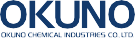 OKUNO
OKUNO CHEMICAL INDUSTRIES CO., LTD.